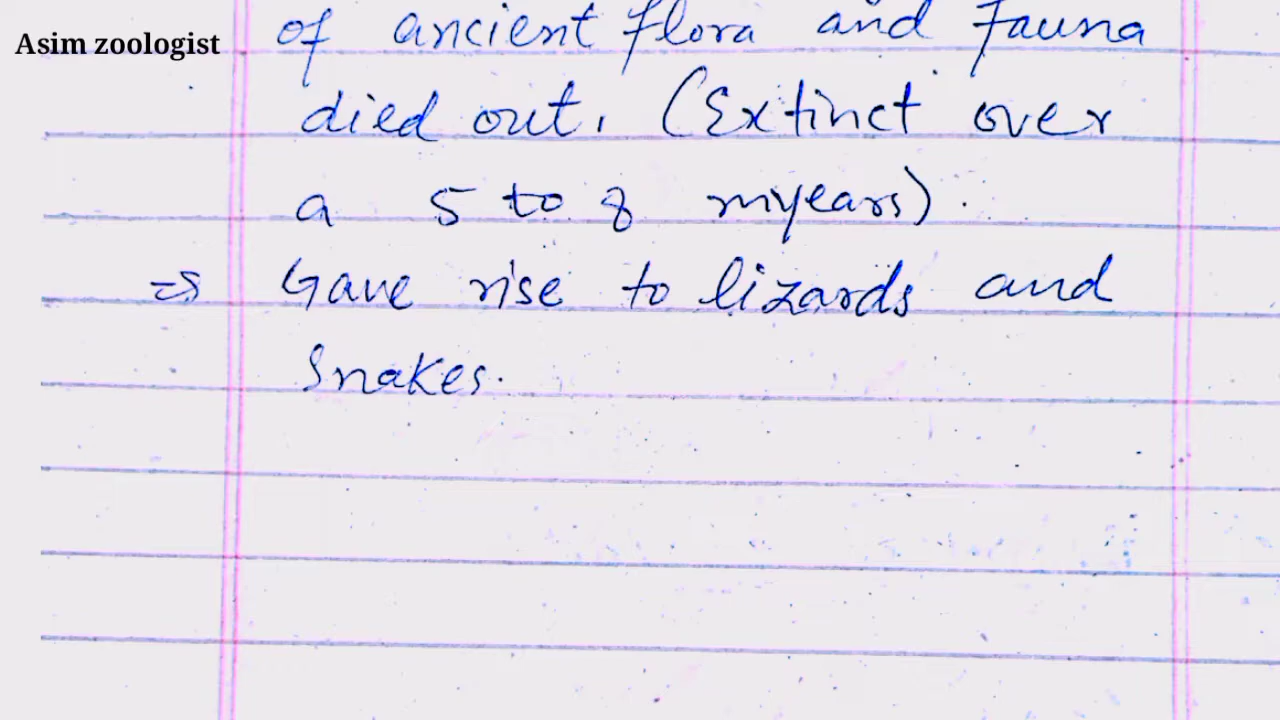 Asim zoologist
of ancient flora and fauna
died out. (Extinct over
a 5 to 8 myears).
⇒ Gave rise to lizards and
Snakes.